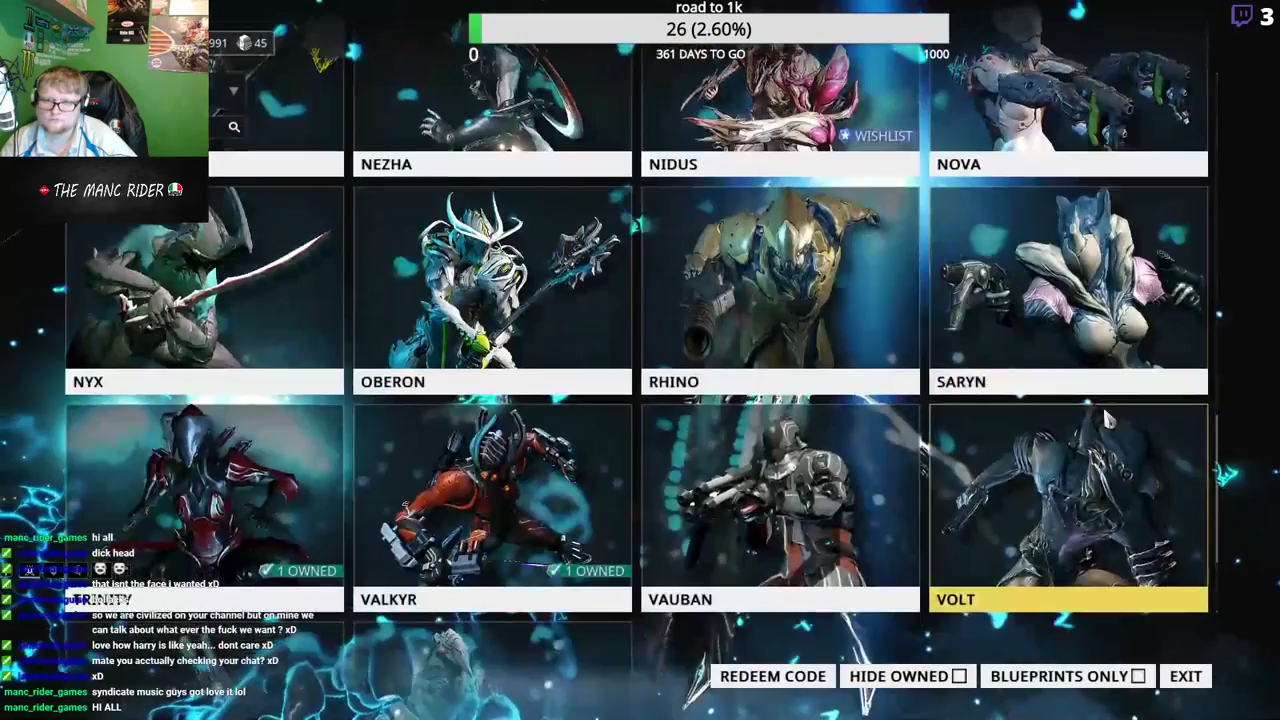 road to 1k
26 (2.60%)
0
361 DAYS TO GO
1000
3
991 45
THE MANC RIDER
WISHLIST
NEZHA
NIDUS
NOVA
NYX
OBERON
RHINO
SARYN
1 OWNED
1 OWNED
TRINITY
VALKYR
VAUBAN
VOLT
manc_rider_games hi all
dick head
that isnt the face i wanted xD
so we are civilized on your channel but on mine we
can talk about what ever the fuck we want ? xD
love how harry is like yeah... dont care xD
mate you acctually checking your chat? xD
xD
manc_rider_games syndicate music guys got love it lol
manc_rider_games HI ALL
REDEEM CODE
HIDE OWNED
BLUEPRINTS ONLY
EXIT